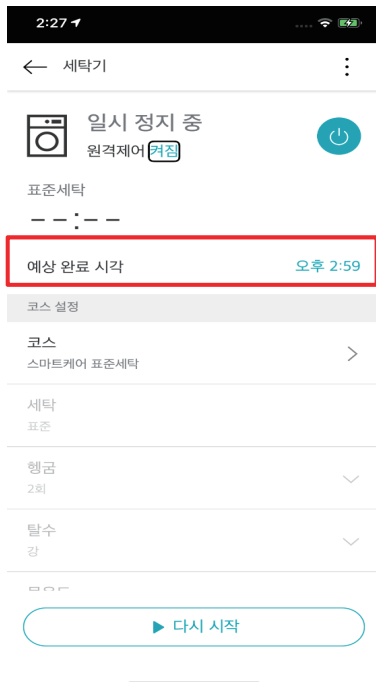 2:27
세탁기
일시 정지 중
원격제어 켜짐
표준세탁
--:--
예상 완료 시각 오후 2:59
코스 설정
코스
스마트케어 표준세탁
세탁
표준
헹굼
2회
탈수
강
다시 시작